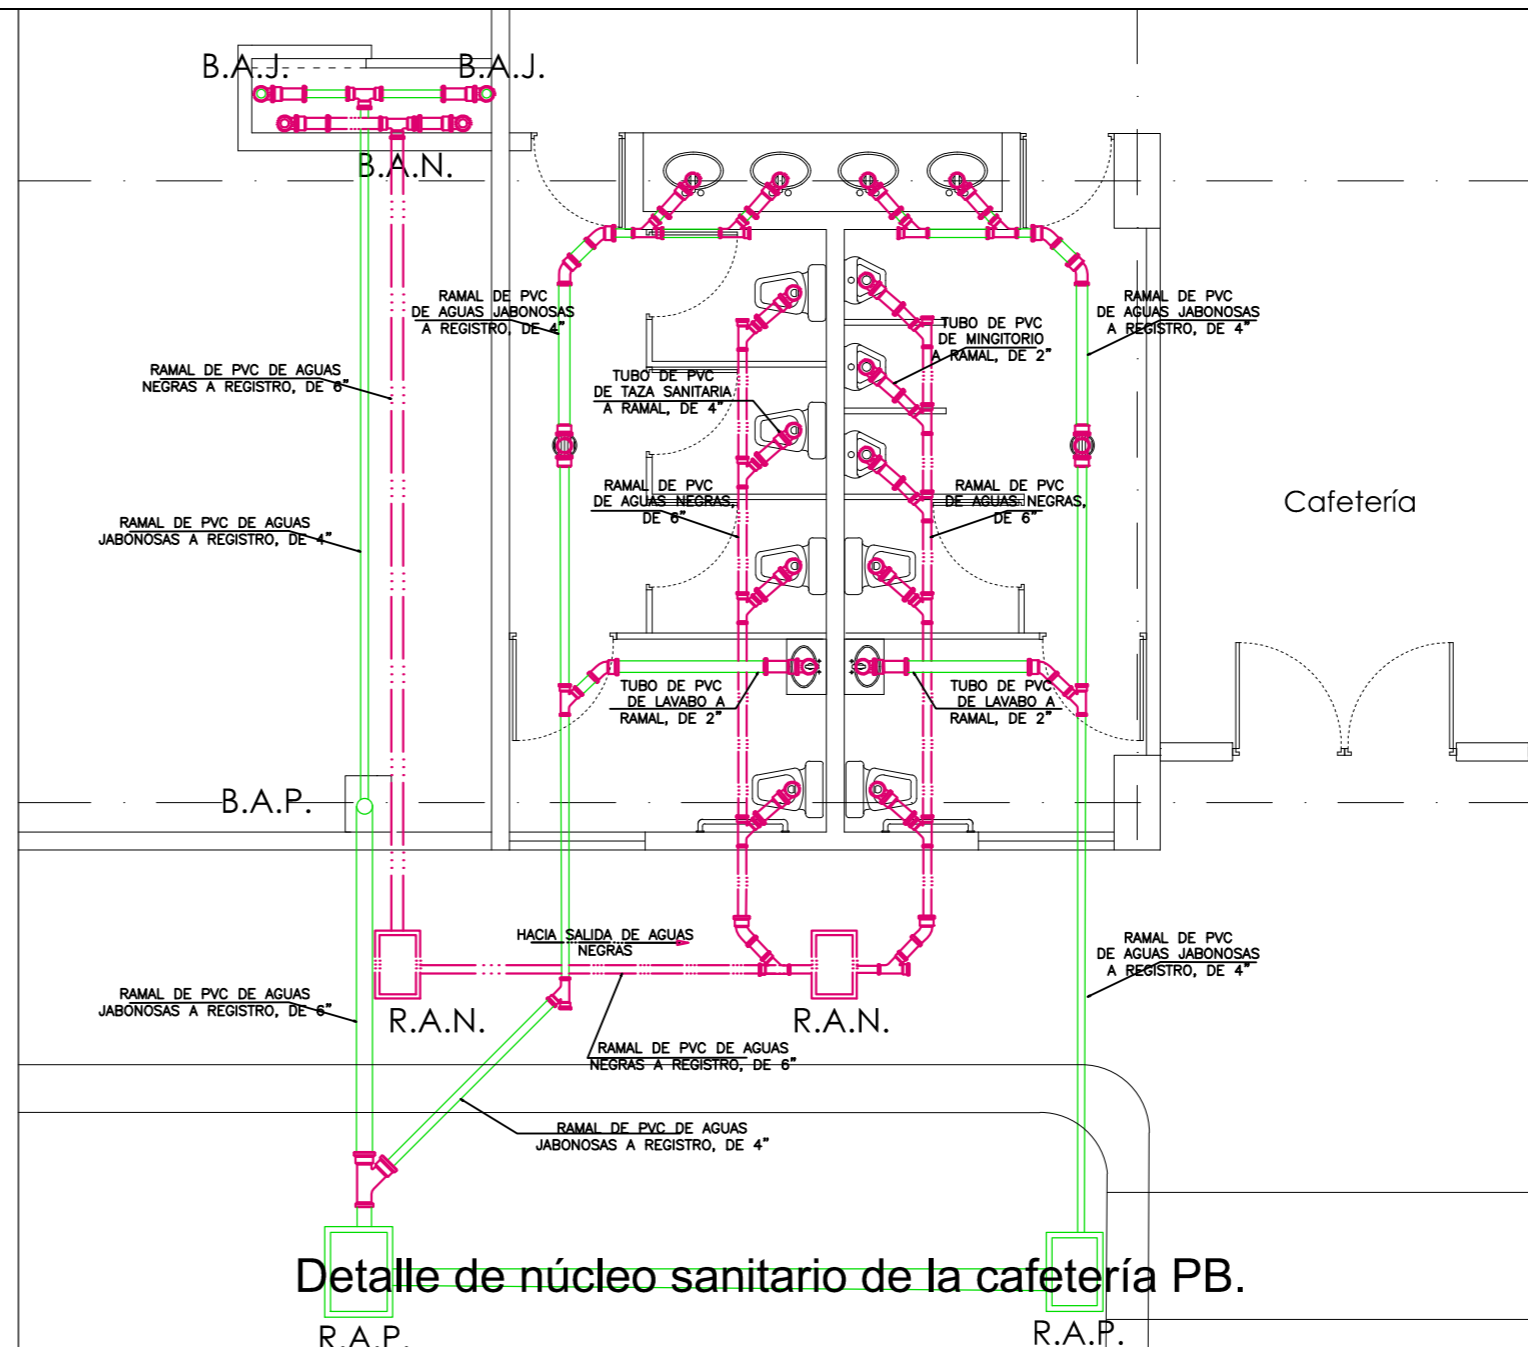 B.A.J.
B.A.J.
B.A.N.
RAMAL DE PVC
DE AGUAS JABONOSAS
A REGISTRO, DE 4"
RAMAL DE PVC
DE AGUAS JABONOSAS
A REGISTRO, DE 4"
TUBO DE PVC
DE MINGITORIO
A RAMAL, DE 2"
RAMAL DE PVC DE AGUAS
NEGRAS A REGISTRO, DE 6"
TUBO DE PVC
DE TAZA SANITARIA
A RAMAL, DE 4"
RAMAL DE PVC
DE AGUAS NEGRAS,
DE 6"
RAMAL DE PVC
DE AGUAS NEGRAS,
DE 6"
Cafetería
RAMAL DE PVC DE AGUAS
JABONOSAS A REGISTRO, DE 4"
TUBO DE PVC
DE LAVABO A
RAMAL, DE 2"
TUBO DE PVC
DE LAVABO A
RAMAL, DE 2"
B.A.P.
HACIA SALIDA DE AGUAS
NEGRAS
RAMAL DE PVC
DE AGUAS JABONOSAS
A REGISTRO, DE 4"
RAMAL DE PVC DE AGUAS
JABONOSAS A REGISTRO, DE 6"
R.A.N.
R.A.N.
RAMAL DE PVC DE AGUAS
NEGRAS A REGISTRO, DE 6"
RAMAL DE PVC DE AGUAS
JABONOSAS A REGISTRO, DE 4"
Detalle de núcleo sanitario de la cafetería PB.
R.A.P.
R.A.P.